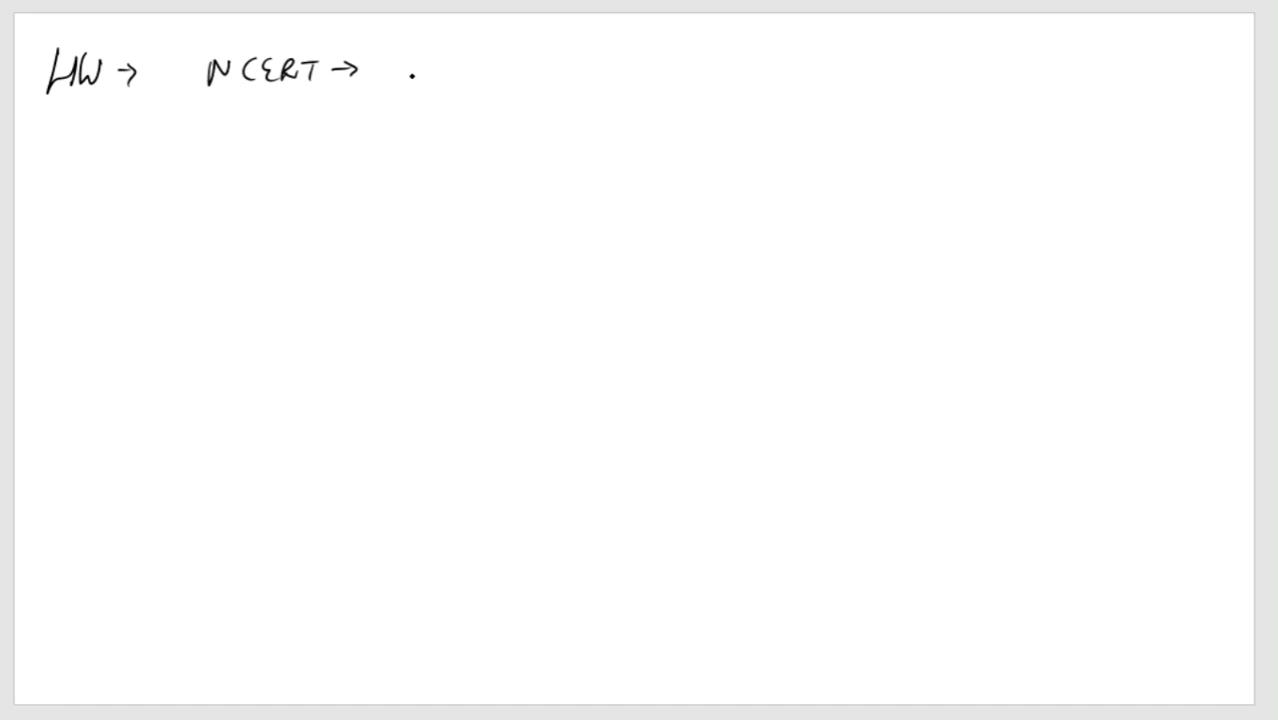 HW → NCERT → .